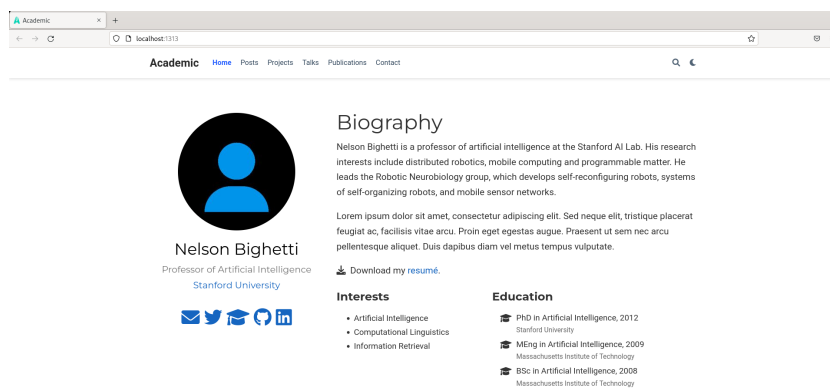 Academic
localhost:1313
Academic
Home Posts Projects Talks Publications Contact
Nelson Bighetti
Professor of Artificial Intelligence
Stanford University
Biography
Nelson Bighetti is a professor of artificial intelligence at the Stanford AI Lab. His research
interests include distributed robotics, mobile computing and programmable matter. He
leads the Robotic Neurobiology group, which develops self-reconfiguring robots, systems
of self-organizing robots, and mobile sensor networks.
Lorem ipsum dolor sit amet, consectetur adipiscing elit. Sed neque elit, tristique placerat
feugiat ac, facilisis vitae arcu. Proin eget egestas augue. Praesent ut sem nec arcu
pellentesque aliquet. Duis dapibus diam vel metus tempus vulputate.
Download my resumé.
Interests
Artificial Intelligence
Computational Linguistics
Information Retrieval
Education
PhD in Artificial Intelligence, 2012
Stanford University
MEng in Artificial Intelligence, 2009
Massachusetts Institute of Technology
BSc in Artificial Intelligence, 2008
Massachusetts Institute of Technology